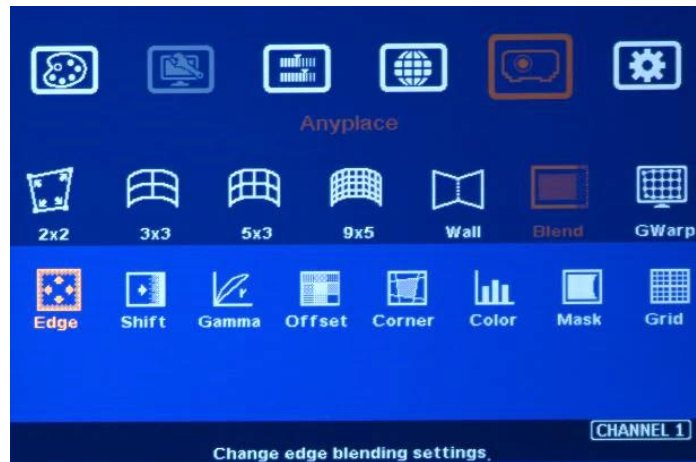 Anyplace
2x2 3x3 5x3 9x5 Wall Blend GWarp
Edge Shift Gamma Offset Corner Color Mask Grid
CHANNEL 1
Change edge blending settings.